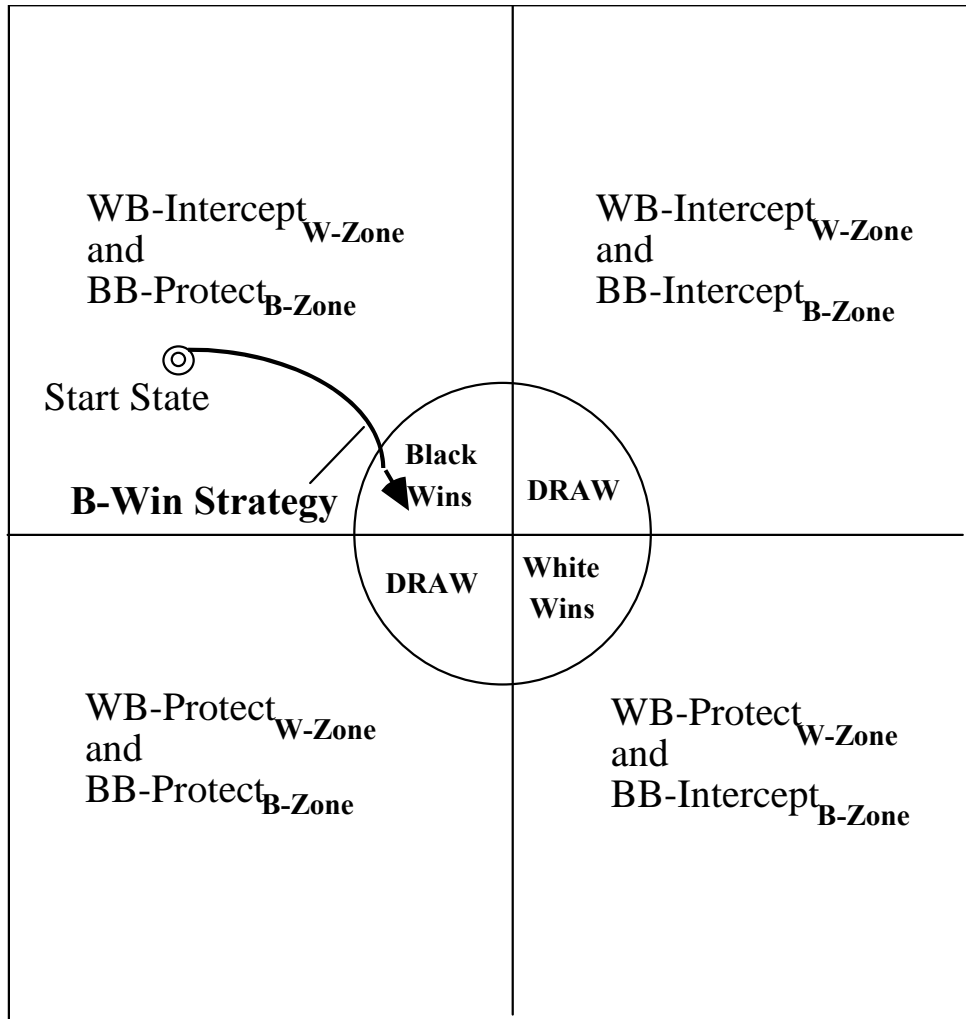 WB-Intercept W-Zone
and
BB-Protect B-Zone
WB-Intercept W-Zone
and
BB-Intercept B-Zone
Start State
B-Win Strategy
Black
Wins
DRAW
DRAW
White
Wins
WB-Protect W-Zone
and
BB-Protect B-Zone
WB-Protect W-Zone
and
BB-Intercept B-Zone